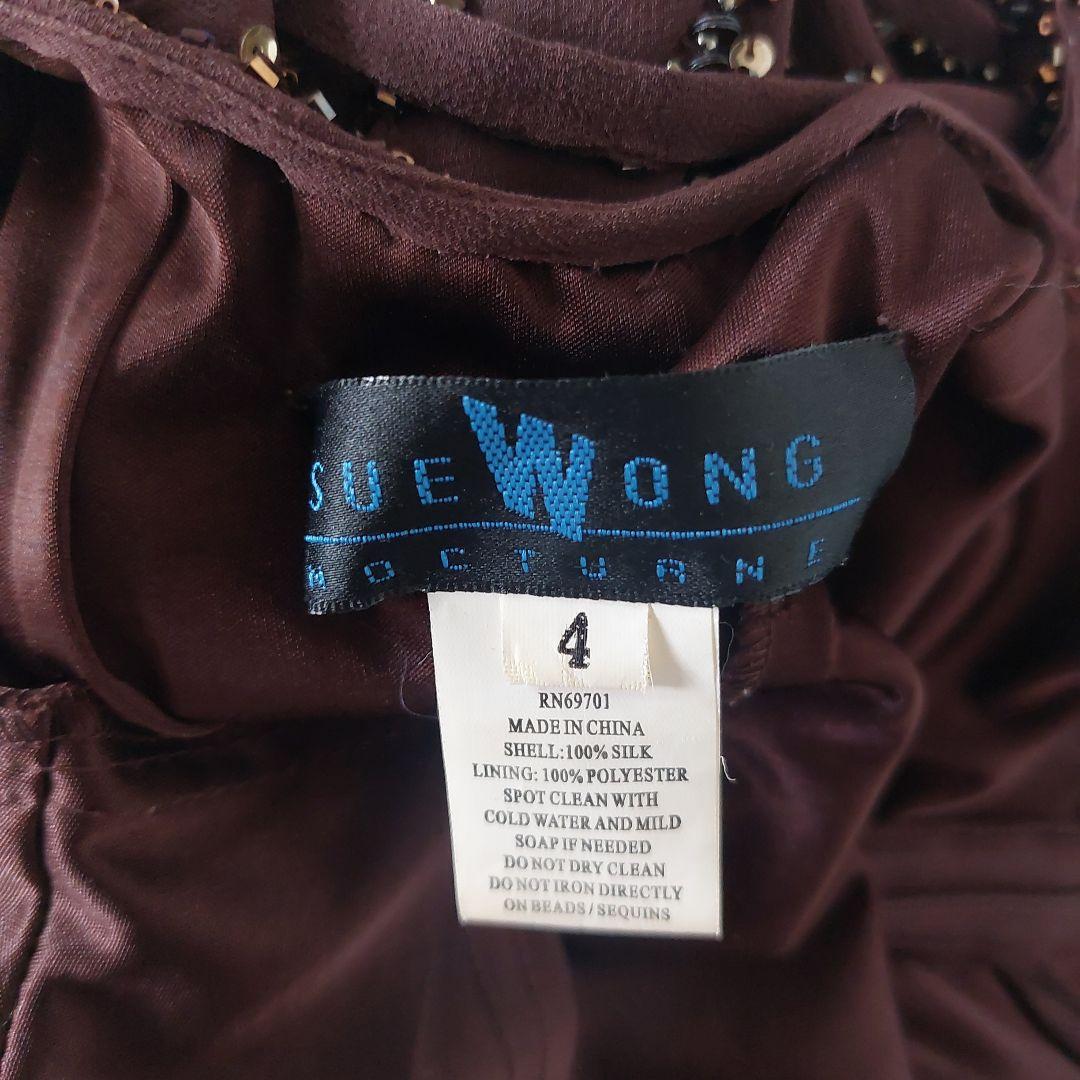 SUE WONG
NOCTURNE
4
RN69701
MADE IN CHINA
SHELL:100% SILK
LINING: 100% POLYESTER
SPOT CLEAN WITH
COLD WATER AND MILD
SOAP IF NEEDED
DO NOT DRY CLEAN
DO NOT IRON DIRECTLY
ON BEADS / SEQUINS